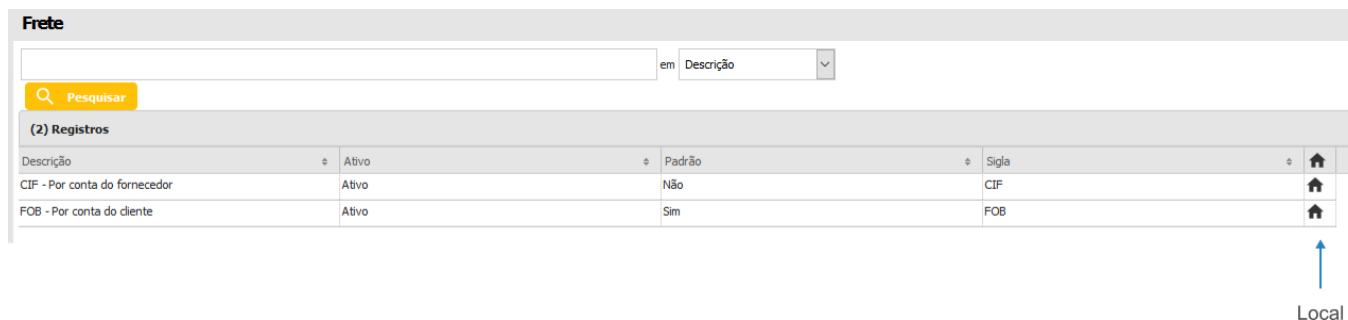 Frete
em Descrição
Pesquisar
(2) Registros
Descrição Ativo Padrão Sigla
CIF - Por conta do fornecedor Ativo Não CIF
FOB - Por conta do cliente Ativo Sim FOB
Local